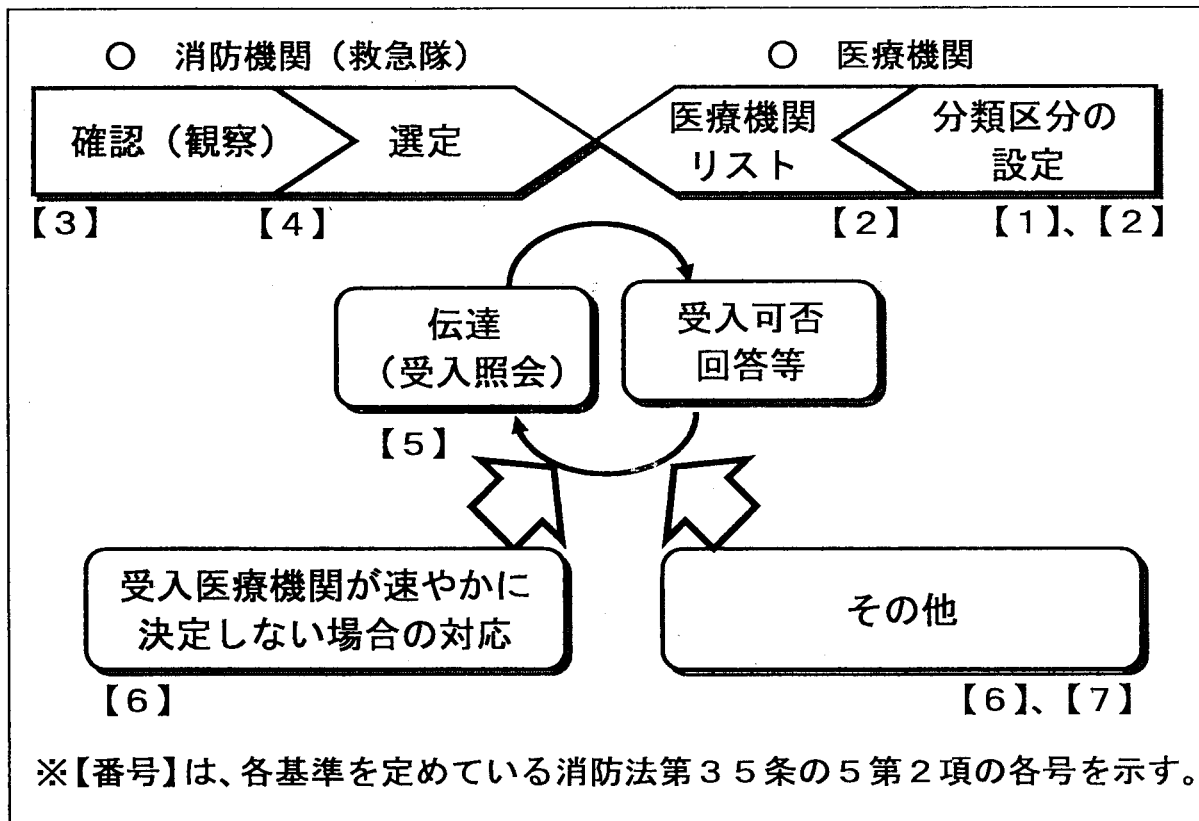 ○ 消防機関（救急隊）
○ 医療機関
確認（観察）
選定
医療機関
リスト
分類区分の
設定
【3】
【4】
【2】
【1】、【2】
伝達
（受入照会）
受入可否
回答等
【5】
受入医療機関が速やかに
決定しない場合の対応
その他
【6】
【6】、【7】
※【番号】は、各基準を定めている消防法第35条の5第2項の各号を示す。